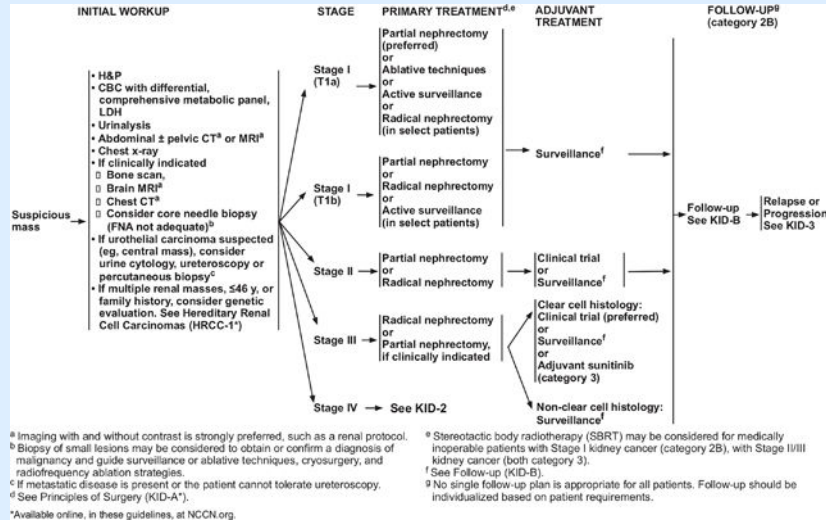 INITIAL WORKUP
STAGE
PRIMARY TREATMENTd,e
ADJUVANT
TREATMENT
FOLLOW-UPg
(category 2B)
Suspicious
mass
• H&P
• CBC with differential,
comprehensive metabolic panel,
LDH
• Urinalysis
• Abdominal ± pelvic CTa or MRIa
• Chest x-ray
• If clinically indicated
▯ Bone scan,
▯ Brain MRIa
▯ Chest CTa
▯ Consider core needle biopsy
(FNA not adequate)b
• If urothelial carcinoma suspected
(eg, central mass), consider
urine cytology, ureteroscopy or
percutaneous biopsyc
• If multiple renal masses, ≤46 y, or
family history, consider genetic
evaluation. See Hereditary Renal
Cell Carcinomas (HRCC-1*)
Stage I
(T1a)
Partial nephrectomy
(preferred)
or
Ablative techniques
or
Active surveillance
or
Radical nephrectomy
(in select patients)
Stage I
(T1b)
Partial nephrectomy
or
Radical nephrectomy
or
Active surveillance
(in select patients)
Surveillancef
Stage II
Partial nephrectomy
or
Radical nephrectomy
Clinical trial
or
Surveillancef
Stage III
Radical nephrectomy
or
Partial nephrectomy,
if clinically indicated
Clear cell histology:
Clinical trial (preferred)
or
Surveillancef
or
Adjuvant sunitinib
(category 3)
Non-clear cell histology:
Surveillancef
Stage IV
See KID-2
Follow-up
See KID-B
Relapse or
Progression
See KID-3
a Imaging with and without contrast is strongly preferred, such as a renal protocol.
b Biopsy of small lesions may be considered to obtain or confirm a diagnosis of
malignancy and guide surveillance or ablative techniques, cryosurgery, and
radiofrequency ablation strategies.
c If metastatic disease is present or the patient cannot tolerate ureteroscopy.
d See Principles of Surgery (KID-A*).
*Available online, in these guidelines, at NCCN.org.
e Stereotactic body radiotherapy (SBRT) may be considered for medically
inoperable patients with Stage I kidney cancer (category 2B), with Stage II/III
kidney cancer (both category 3).
f See Follow-up (KID-B).
g No single follow-up plan is appropriate for all patients. Follow-up should be
individualized based on patient requirements.